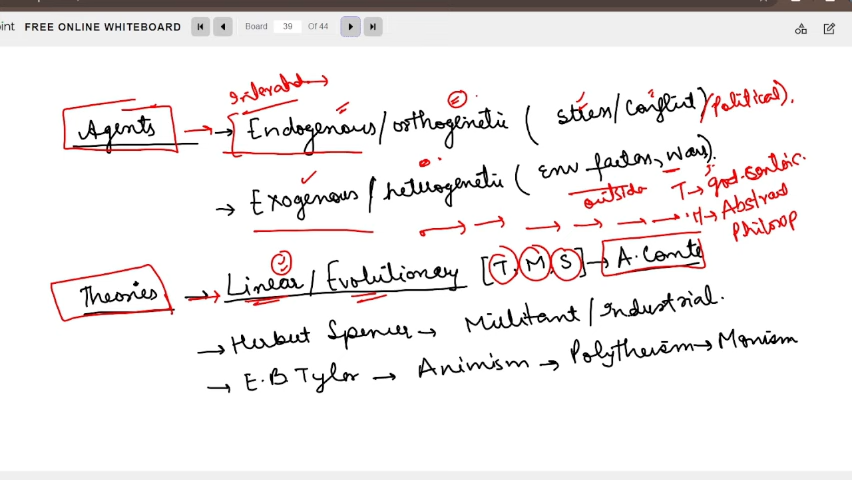 point FREE ONLINE WHITEBOARD Board 39 Of 44
Internal →
Agents → → Endogenous/orthogenetic ( stress/conflict/political).
→ Exogenous/heterogenetic ( env factors, wars).
outside
T → god-centric.
M → Abstract
Philosop
Theories → → Linear/Evolutionary [T, M, S] → A. Comte
→ Herbert Spencer → Militant/industrial.
→ E.B Tylor → Animism → Polytheism → Monism